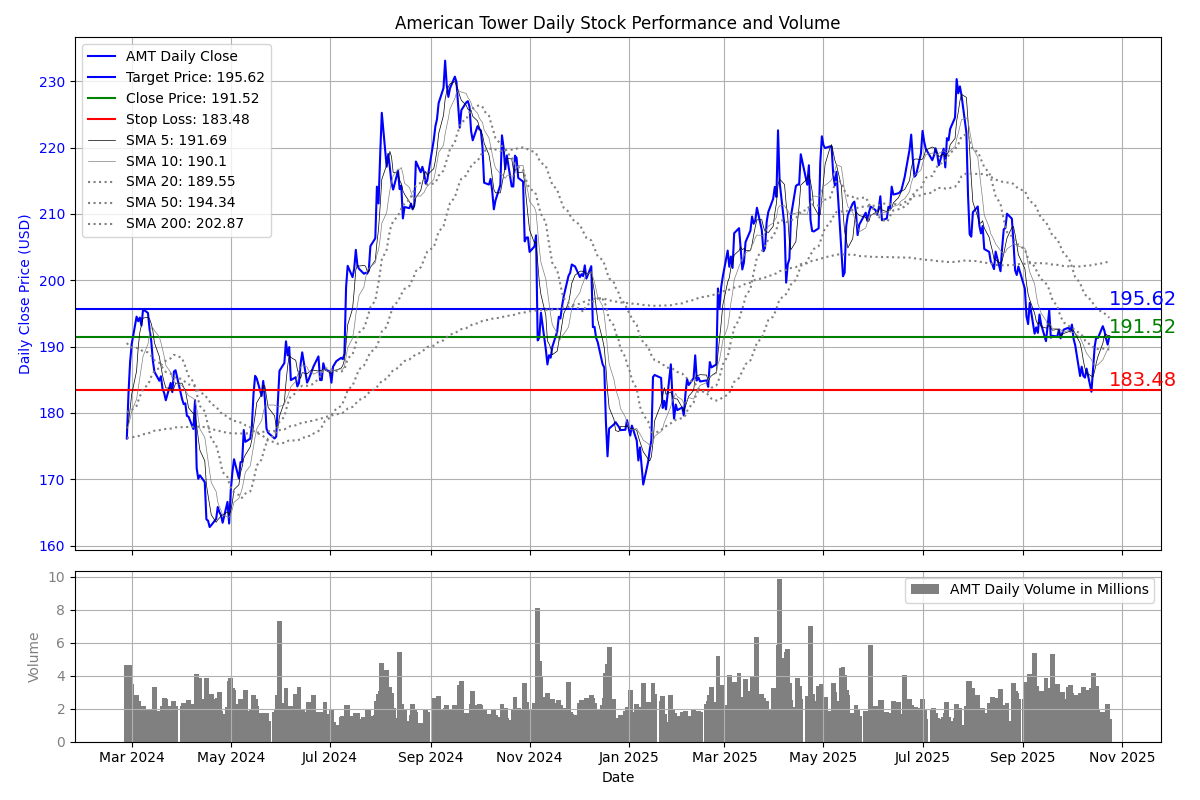 American Tower Daily Stock Performance and Volume
AMT Daily Close
Target Price: 195.62
Close Price: 191.52
Stop Loss: 183.48
SMA 5: 191.69
SMA 10: 190.1
SMA 20: 189.55
SMA 50: 194.34
SMA 200: 202.87
Daily Close Price (USD)
230
220
210
200
190
180
170
160
195.62
191.52
183.48
AMT Daily Volume in Millions
Volume
10
8
6
4
2
0
Mar 2024 May 2024 Jul 2024 Sep 2024 Nov 2024 Jan 2025 Mar 2025 May 2025 Jul 2025 Sep 2025 Nov 2025
Date